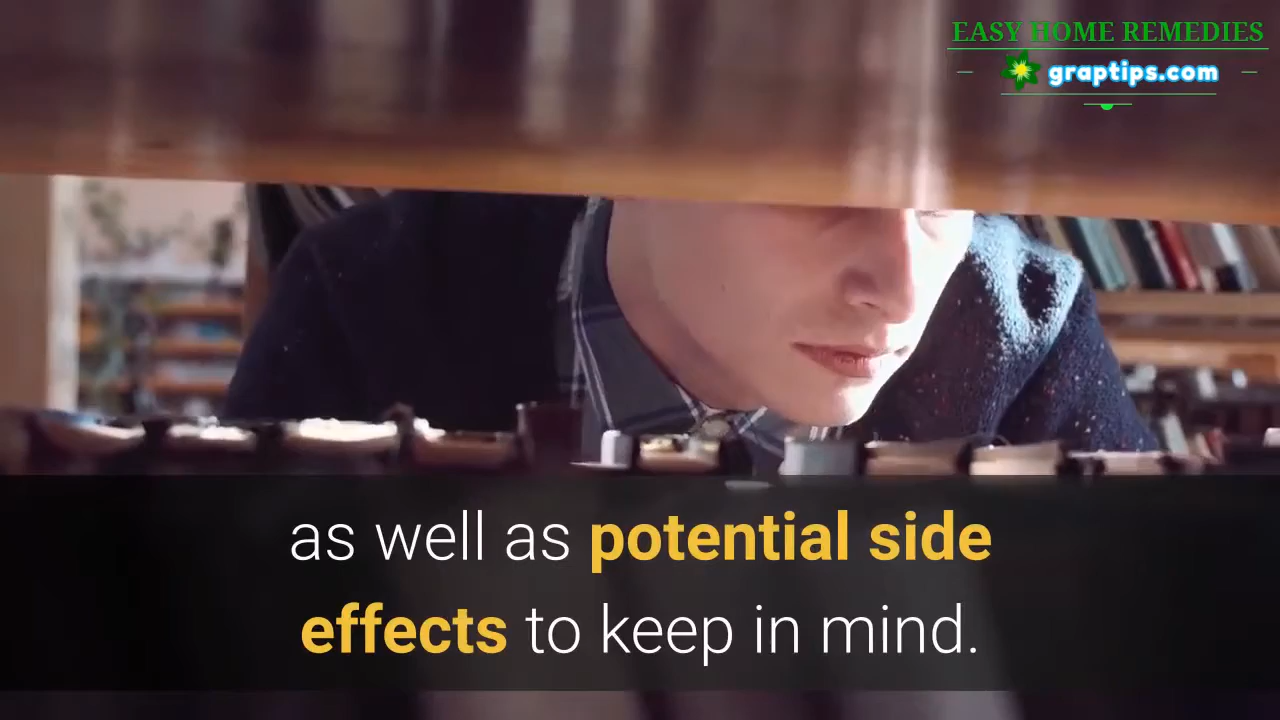 EASY HOME REMEDIES
graptips.com
as well as potential side
effects to keep in mind.